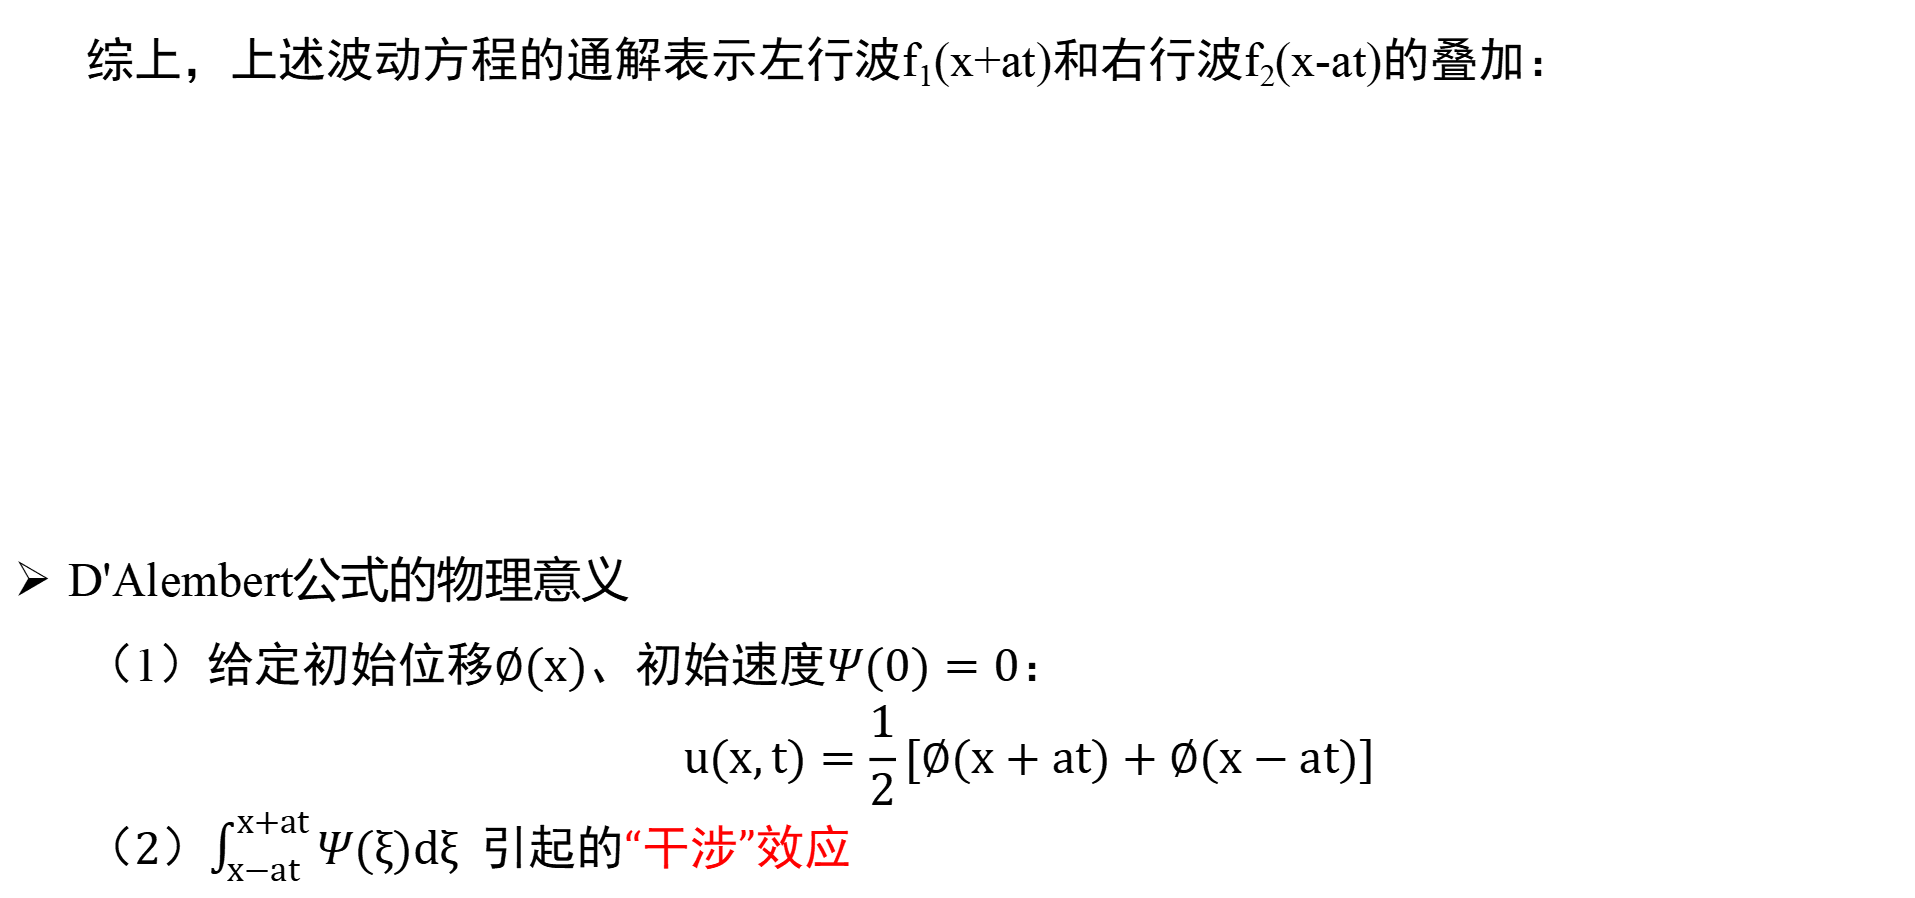 综上，上述波动方程的通解表示左行波f₁(x+at)和右行波f₂(x-at)的叠加：
➢ D'Alembert公式的物理意义
（1）给定初始位移∅(x)、初始速度Ψ(0) = 0：
u(x, t) = 1/2 [∅(x + at) + ∅(x − at)]
（2）∫_{x−at}^{x+at} Ψ(ξ)dξ 引起的“干涉”效应